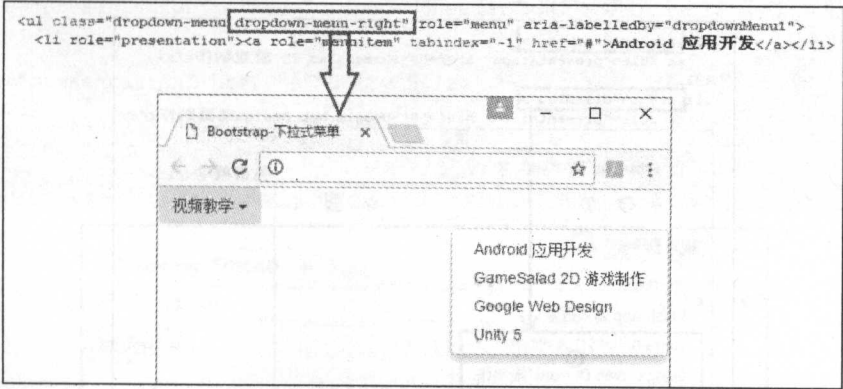 <ul class="dropdown-menu dropdown-menu-right" role="menu" aria-labelledby="dropdownMenu1">
<li role="presentation"><a role="menuitem" tabindex="-1" href="#">Android 应用开发</a></li>
Bootstrap-下拉式菜单
视频教学
Android 应用开发
GameSalad 2D 游戏制作
Google Web Design
Unity 5